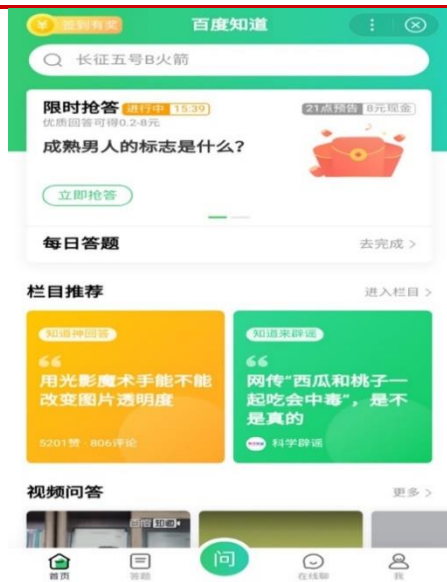 签到有奖
百度知道
长征五号B火箭
限时抢答 进行中 15:39
21点预告 8元现金
优质回答可得0.2-8元
成熟男人的标志是什么?
立即抢答
每日答题
去完成 >
栏目推荐
进入栏目 >
知道神回答
用光影魔术手能不能
改变图片透明度
5201赞 · 806评论
知道来辟谣
网传“西瓜和桃子一
起吃会中毒”,是不
是真的
科学辟谣
视频问答
更多 >
首页
答题
问
在线聊
我